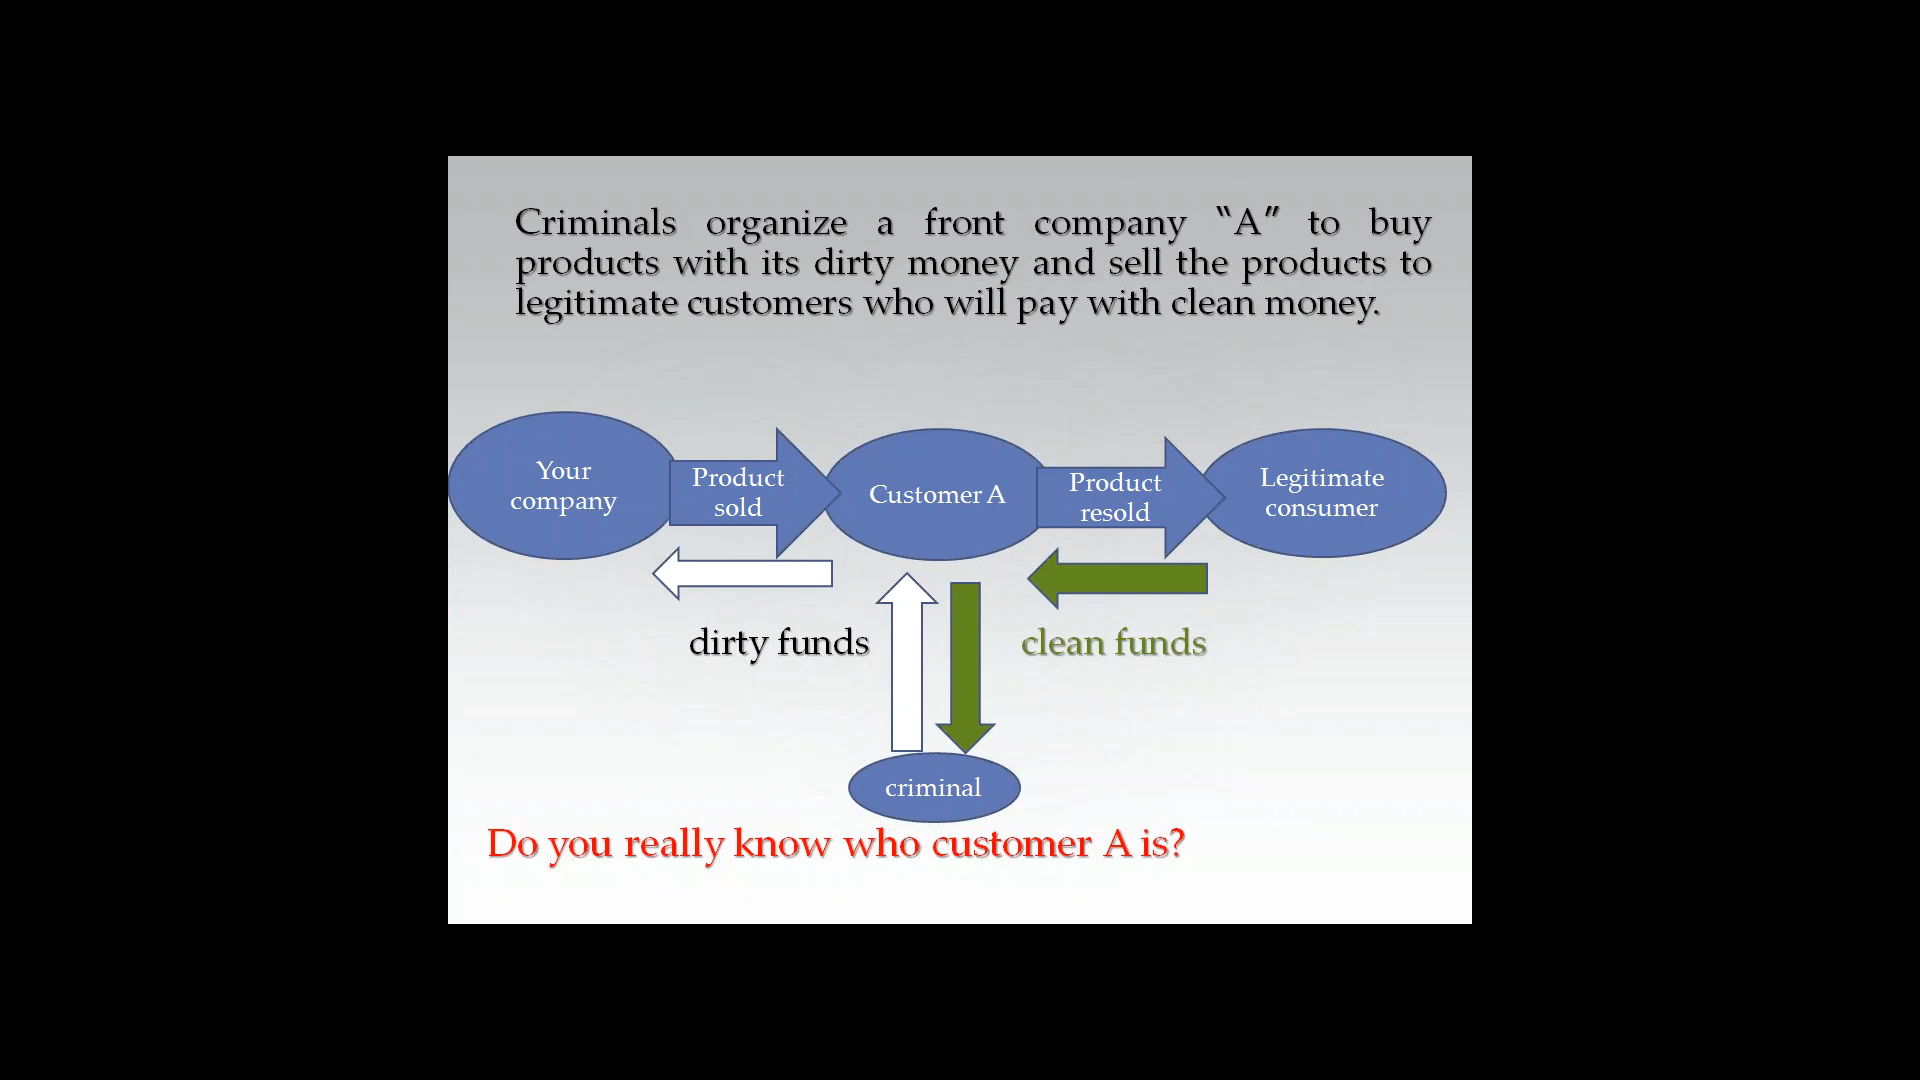 Criminals organize a front company “A” to buy
products with its dirty money and sell the products to
legitimate customers who will pay with clean money.
Your
company
Product
sold
Customer A
Product
resold
Legitimate
consumer
dirty funds
clean funds
criminal
Do you really know who customer A is?